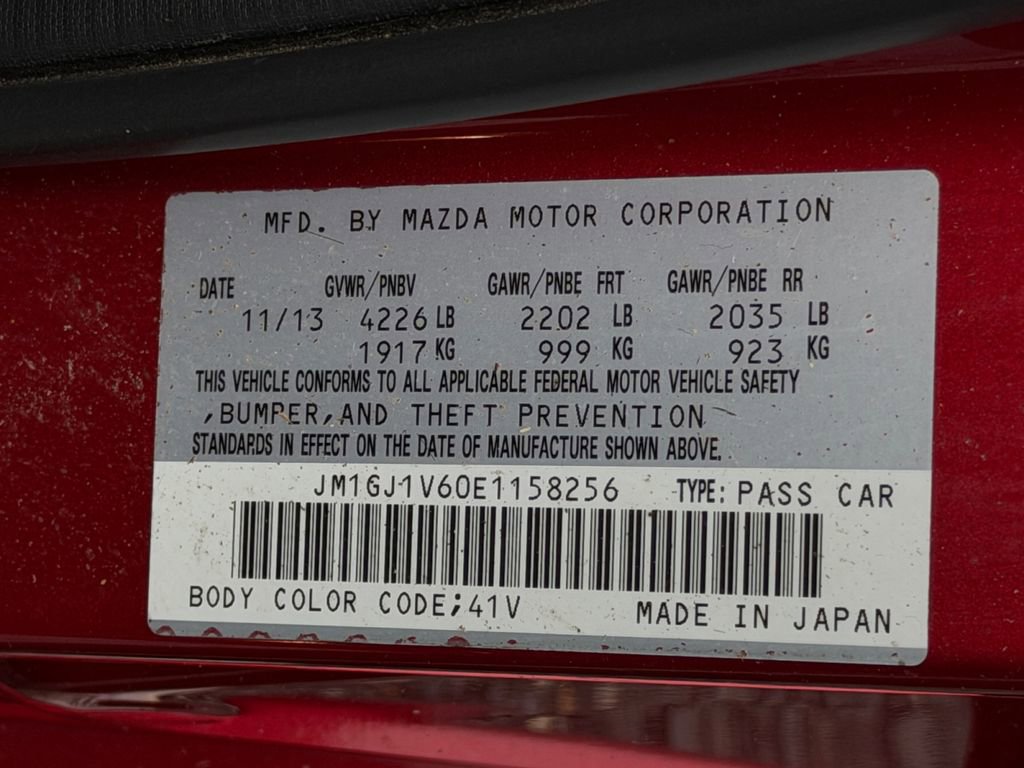 MFD. BY MAZDA MOTOR CORPORATION
DATE GVWR/PNBV GAWR/PNBE FRT GAWR/PNBE RR
11/13 4226 LB 2202 LB 2035 LB
1917 KG 999 KG 923 KG
THIS VEHICLE CONFORMS TO ALL APPLICABLE FEDERAL MOTOR VEHICLE SAFETY
,BUMPER,AND THEFT PREVENTION
STANDARDS IN EFFECT ON THE DATE OF MANUFACTURE SHOWN ABOVE.
JM1GJ1V60E1158256 TYPE: PASS CAR
BODY COLOR CODE;41V MADE IN JAPAN